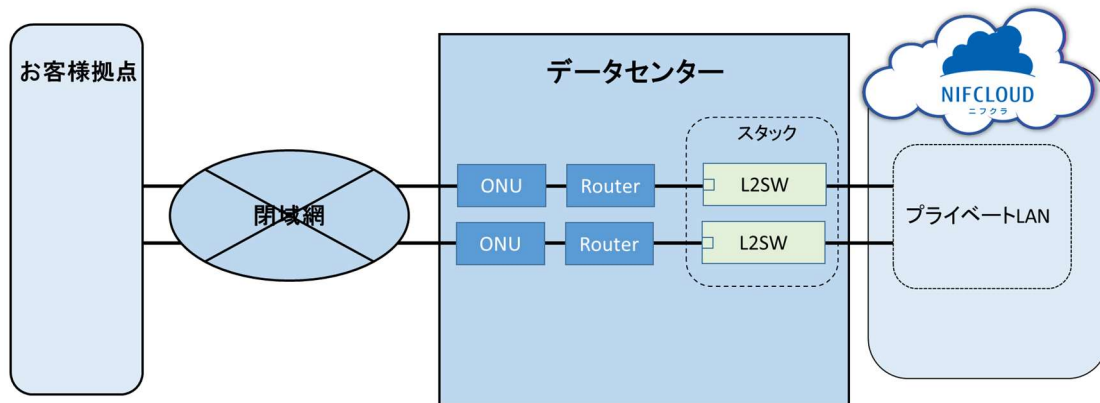 お客様拠点
閉域網
データセンター
スタック
ONU
Router
L2SW
ONU
Router
L2SW
NIFCLOUD
ニフクラ
プライベートLAN